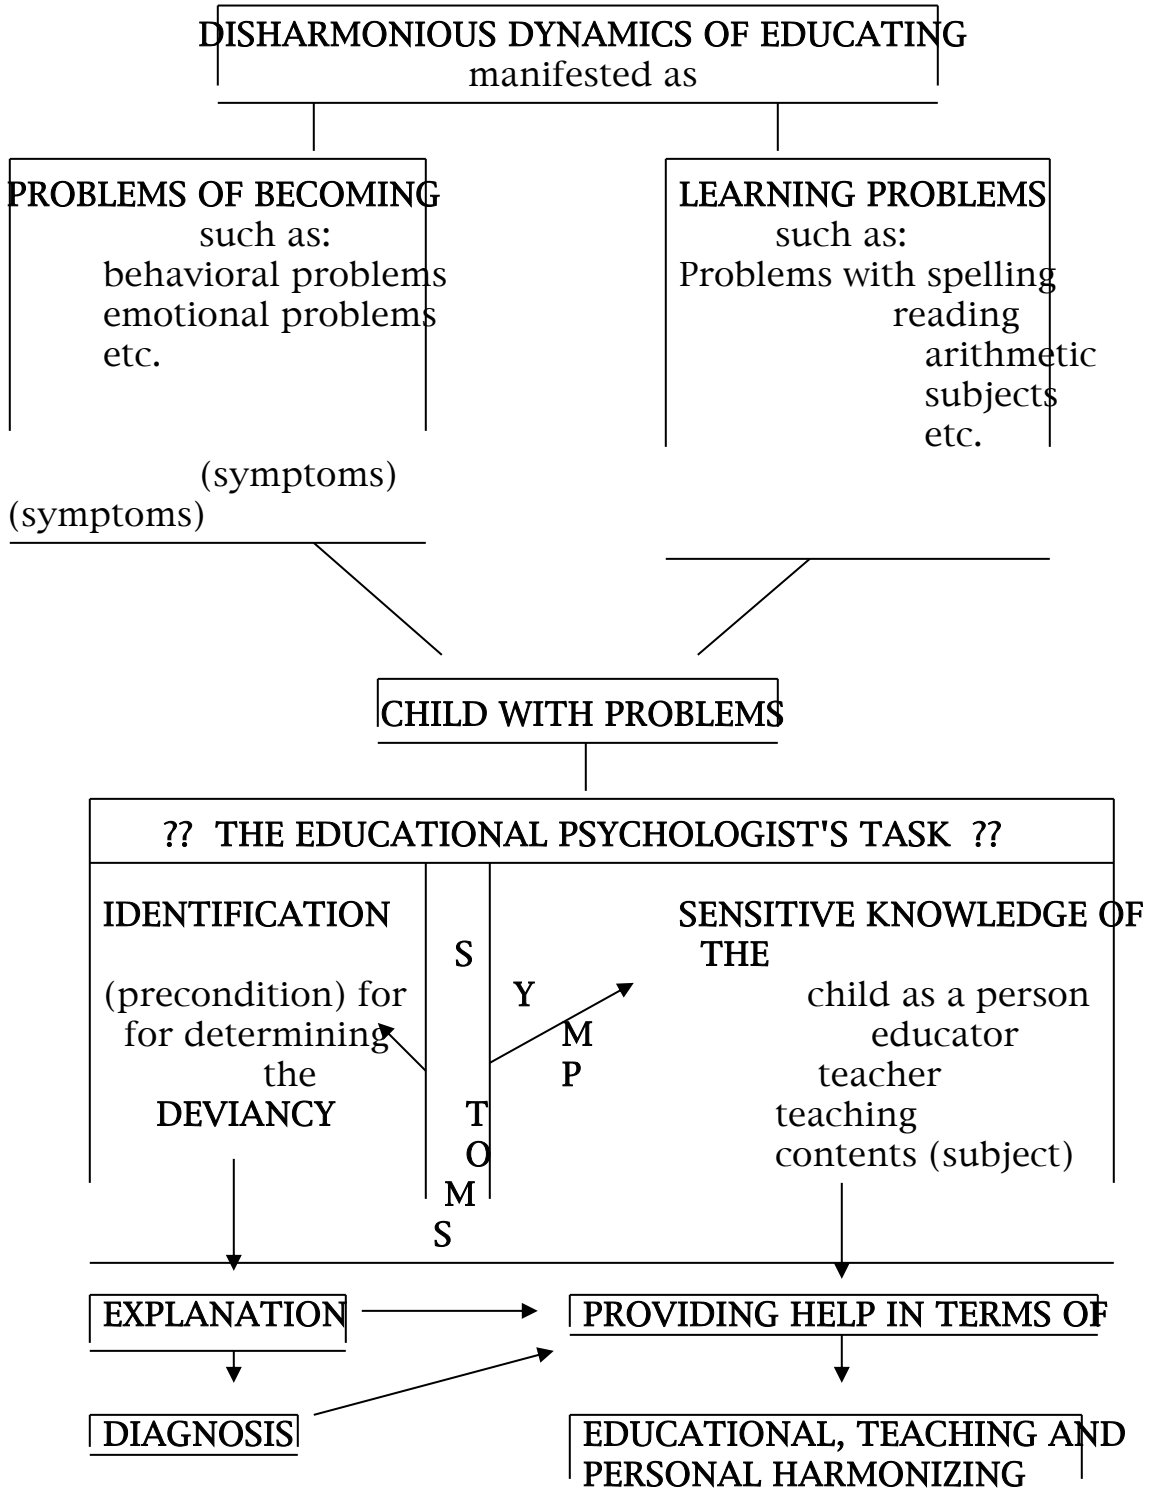 DISHARMONIOUS DYNAMICS OF EDUCATING
manifested as
PROBLEMS OF BECOMING
such as:
behavioral problems
emotional problems
etc.
LEARNING PROBLEMS
such as:
Problems with spelling
reading
arithmetic
subjects
etc.
(symptoms)
(symptoms)
CHILD WITH PROBLEMS
?? THE EDUCATIONAL PSYCHOLOGIST'S TASK ??
IDENTIFICATION
(precondition) for
for determining
the
DEVIANCY
S
Y
M
P
T
O
M
S
SENSITIVE KNOWLEDGE OF
THE
child as a person
educator
teacher
teaching
contents (subject)
EXPLANATION
PROVIDING HELP IN TERMS OF
DIAGNOSIS
EDUCATIONAL, TEACHING AND
PERSONAL HARMONIZING